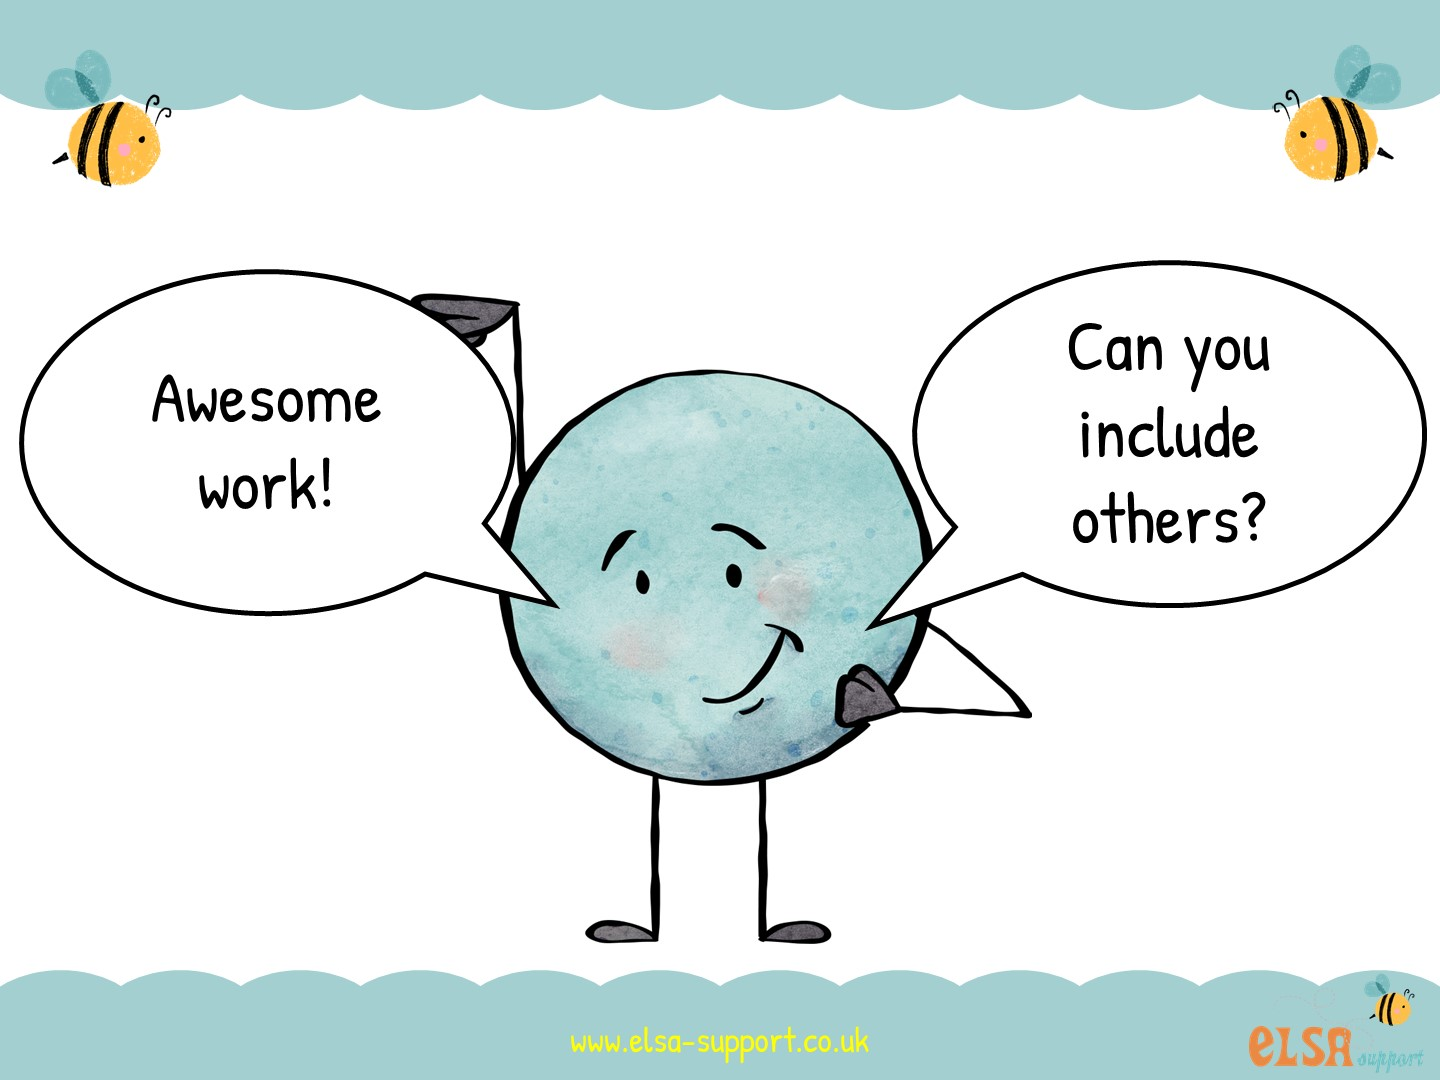 Awesome
work!
Can you
include
others?
www.elsa-support.co.uk
ELSA
support